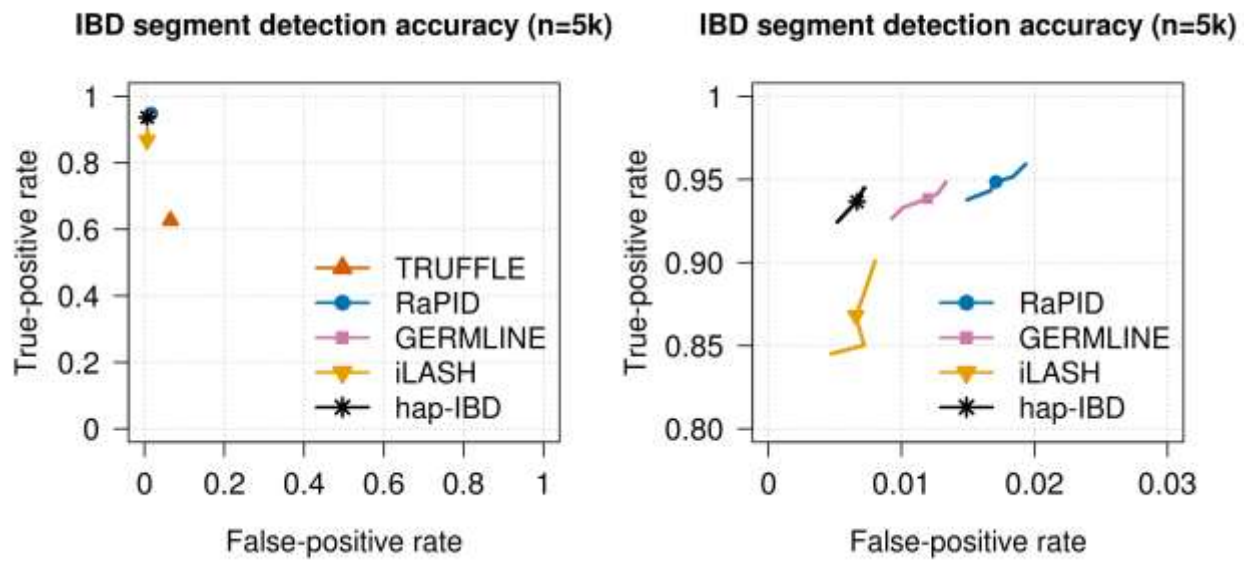 IBD segment detection accuracy (n=5k)
True-positive rate
1
0.8
0.6
0.4
0.2
0
TRUFFLE
RaPID
GERMLINE
iLASH
hap-IBD
0 0.2 0.4 0.6 0.8 1
False-positive rate
IBD segment detection accuracy (n=5k)
True-positive rate
1
0.95
0.90
0.85
0.80
RaPID
GERMLINE
iLASH
hap-IBD
0 0.01 0.02 0.03
False-positive rate